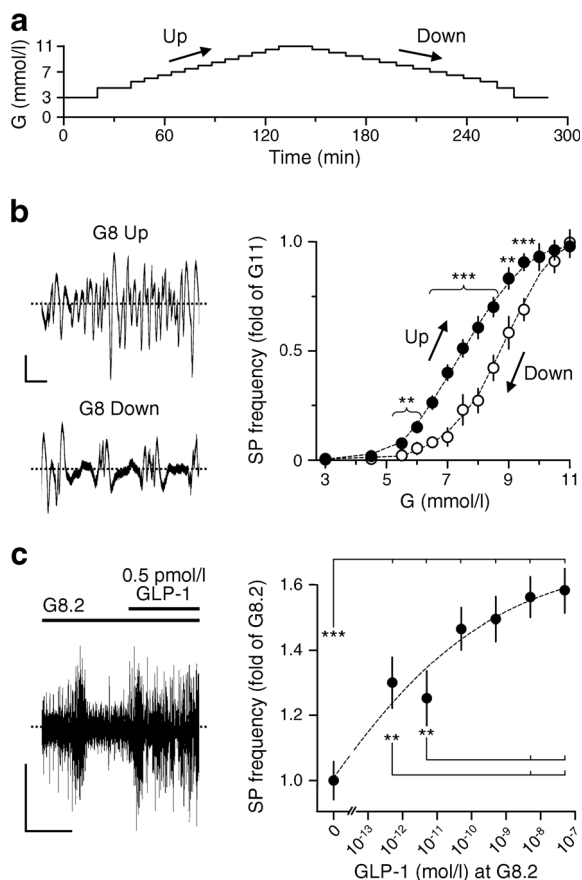 a
Up
Down
G (mmol/l)
11
7
3
0
0
60
120
180
240
300
Time (min)
b
G8 Up
G8 Down
SP frequency (fold of G11)
1.0
0.5
0
**
***
**
***
Up
Down
3
5
7
9
11
G (mmol/l)
c
0.5 pmol/l
G8.2
GLP-1
SP frequency (fold of G8.2)
1.6
1.4
1.2
1.0
***
**
**
0
10-13
10-12
10-11
10-10
10-9
10-8
10-7
GLP-1 (mol/l) at G8.2